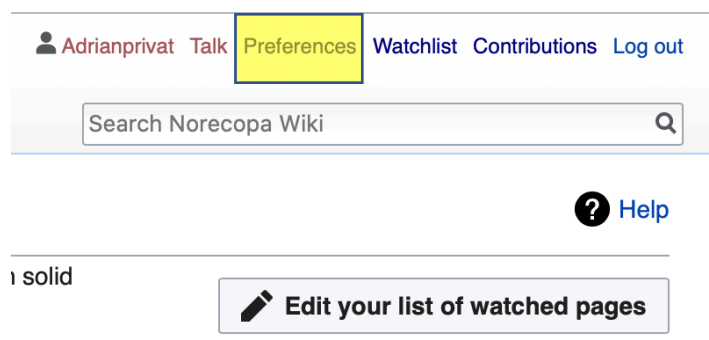 Adrianprivat Talk Preferences Watchlist Contributions Log out
Search Norecopa Wiki
? Help
solid
Edit your list of watched pages